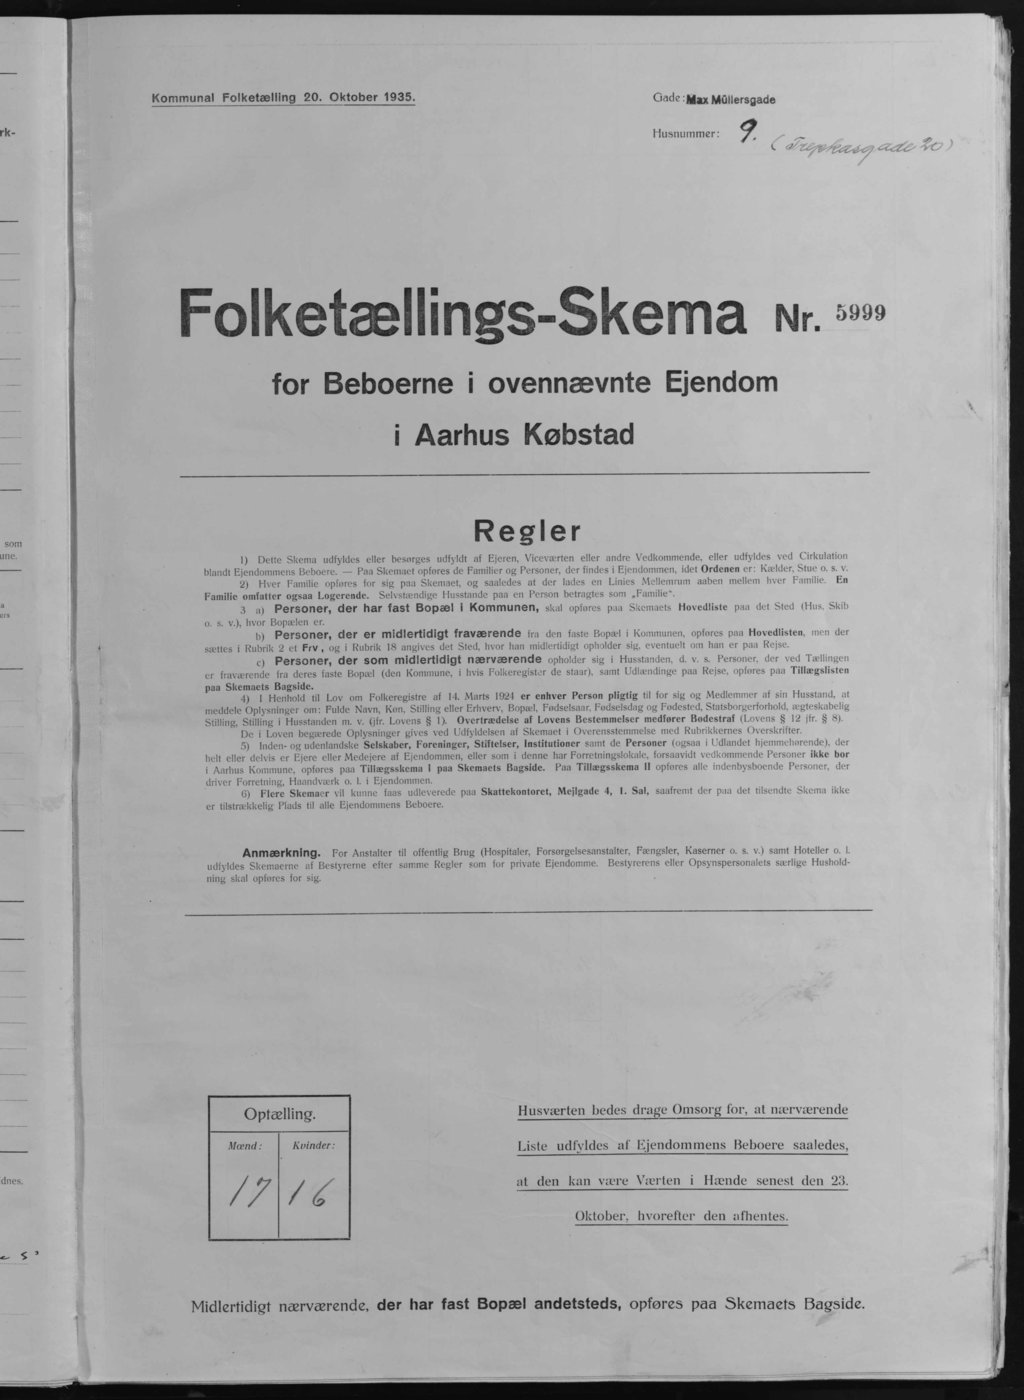 Kommunal Folketælling 20. Oktober 1935.
Gade: Max Müllersgade
Husnummer: 9. (Trepkasgade 20)
Folketællings-Skema Nr. 5999
for Beboerne i ovennævnte Ejendom
i Aarhus Købstad
Regler
1) Dette Skema udfyldes eller besørges udfyldt af Ejeren, Viceværten eller andre Vedkommende, eller udfyldes ved Cirkulation
blandt Ejendommens Beboere. — Paa Skemaet opføres de Familier og Personer, der findes i Ejendommen, idet Ordenen er: Kælder, Stue o. s. v.
2) Hver Familie opføres for sig paa Skemaet, og saaledes at der lades en Linies Mellemrum aaben mellem hver Familie. En
Familie omfatter ogsaa Logerende. Selvstændige Husstande paa en Person betragtes som „Familie“.
3 a) Personer, der har fast Bopæl i Kommunen, skal opføres paa Skemaets Hovedliste paa det Sted (Hus, Skib
o. s. v.), hvor Bopælen er.
b) Personer, der er midlertidigt fraværende fra den faste Bopæl i Kommunen, opføres paa Hovedlisten, men der
sættes i Rubrik 2 et Frv, og i Rubrik 18 angives det Sted, hvor han midlertidigt opholder sig, eventuelt om han er paa Rejse.
c) Personer, der som midlertidigt nærværende opholder sig i Husstanden, d. v. s. Personer, der ved Tællingen
er fraværende fra deres faste Bopæl (den Kommune, i hvis Folkeregister de staar), samt Udlændinge paa Rejse, opføres paa Tillægslisten
paa Skemaets Bagside.
4) I Henhold til Lov om Folkeregistre af 14. Marts 1924 er enhver Person pligtig til for sig og Medlemmer af sin Husstand, at
meddele Oplysninger om: Fulde Navn, Køn, Stilling eller Erhverv, Bopæl, Fødselsaar, Fødselsdag og Fødested, Statsborgerforhold, ægteskabelig
Stilling, Stilling i Husstanden m. v. (jfr. Lovens § 1). Overtrædelse af Lovens Bestemmelser medfører Bødestraf (Lovens § 12 jfr. § 8).
De i Loven begærede Oplysninger gives ved Udfyldelsen af Skemaet i Overensstemmelse med Rubrikkernes Overskrifter.
5) Inden- og udenlandske Selskaber, Foreninger, Stiftelser, Institutioner samt de Personer (ogsaa i Udlandet hjemmehørende), der
helt eller delvis er Ejere eller Medejere af Ejendommen, eller som i denne har Forretningslokale, forsaavidt vedkommende Personer ikke bor
i Aarhus Kommune, opføres paa Tillægsskema I paa Skemaets Bagside. Paa Tillægsskema II opføres alle indenbysboende Personer, der
driver Forretning, Haandværk o. l. i Ejendommen.
6) Flere Skemaer vil kunne faas udleverede paa Skattekontoret, Mejlgade 4, 1. Sal, saafremt der paa det tilsendte Skema ikke
er tilstrækkelig Plads til alle Ejendommens Beboere.
Anmærkning. For Anstalter til offentlig Brug (Hospitaler, Forsørgelsesanstalter, Fængsler, Kaserner o. s. v.) samt Hoteller o. l.
udfyldes Skemaerne af Bestyrerne efter samme Regler som for private Ejendomme. Bestyrerens eller Opsynspersonalets særlige Hushold-
ning skal opføres for sig.
Optælling.
Mænd: Kvinder:
17 16
Husværten bedes drage Omsorg for, at nærværende
Liste udfyldes af Ejendommens Beboere saaledes,
at den kan være Værten i Hænde senest den 23.
Oktober, hvorefter den afhentes.
Midlertidigt nærværende, der har fast Bopæl andetsteds, opføres paa Skemaets Bagside.
rk-
som
une.
a
ers
dnes.